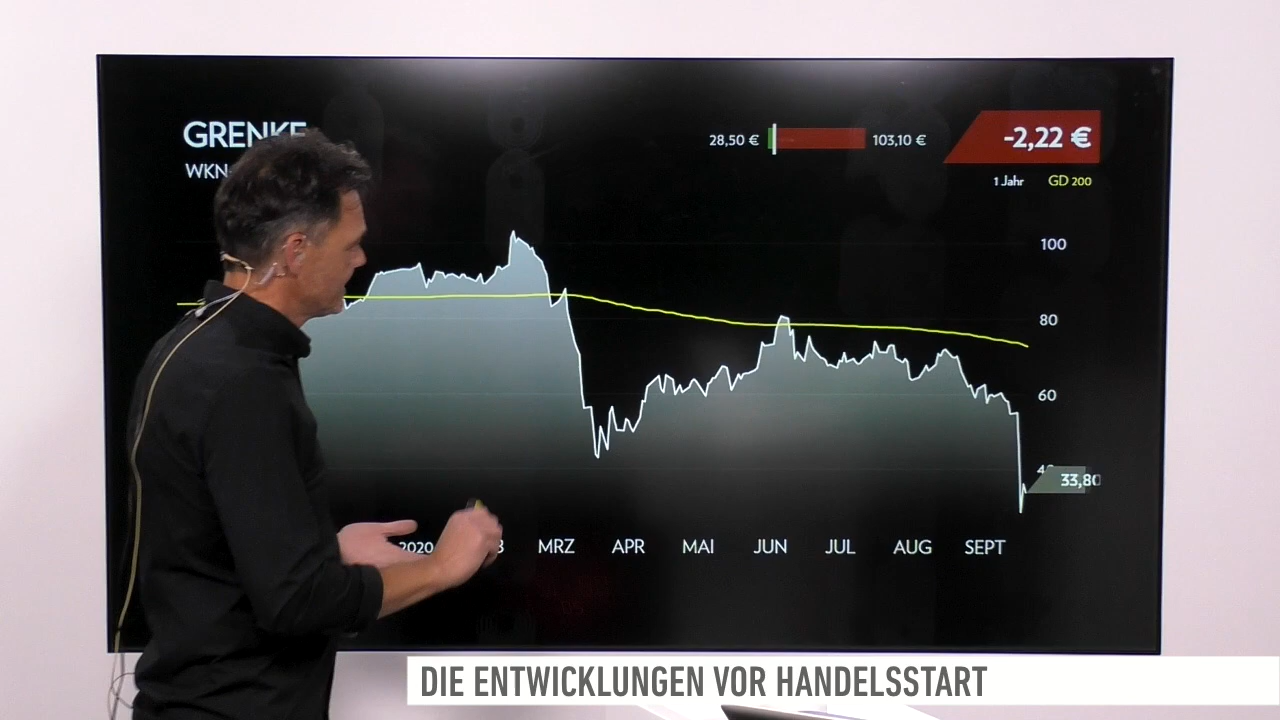 GRENKE
WKN
28,50 € 103,10 €
-2,22 €
1 Jahr GD 200
100
80
60
33,80
2020 MRZ APR MAI JUN JUL AUG SEPT
DIE ENTWICKLUNGEN VOR HANDELSSTART